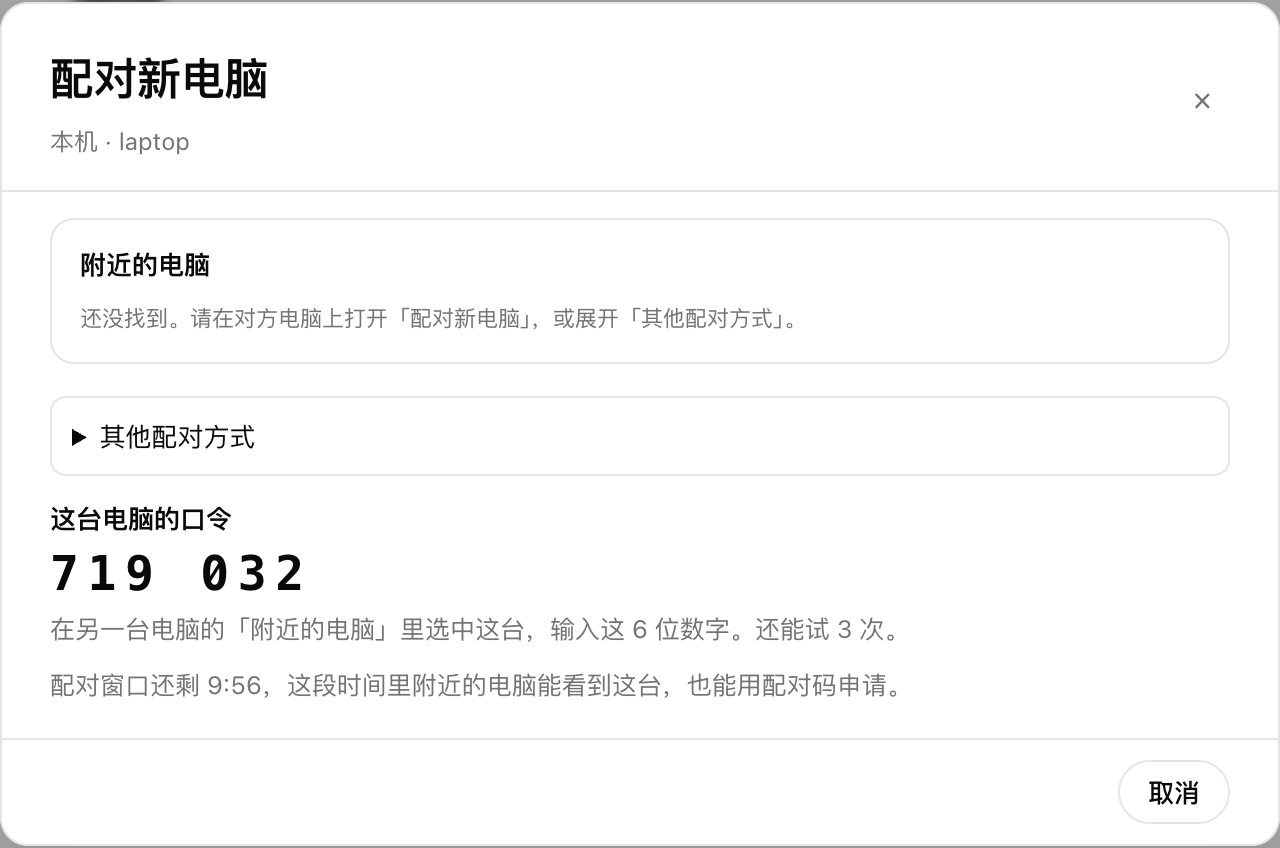 配对新电脑
本机 · laptop
×
附近的电脑
还没找到。请在对方电脑上打开「配对新电脑」，或展开「其他配对方式」。
▶ 其他配对方式
这台电脑的口令
719 032
在另一台电脑的「附近的电脑」里选中这台，输入这 6 位数字。还能试 3 次。
配对窗口还剩 9:56，这段时间里附近的电脑能看到这台，也能用配对码申请。
取消